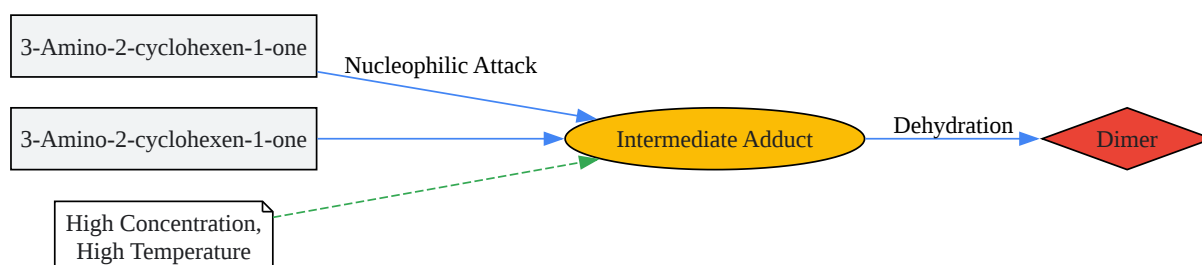 3-Amino-2-cyclohexen-1-one
Nucleophilic Attack
3-Amino-2-cyclohexen-1-one
Intermediate Adduct
Dehydration
Dimer
High Concentration,
High Temperature